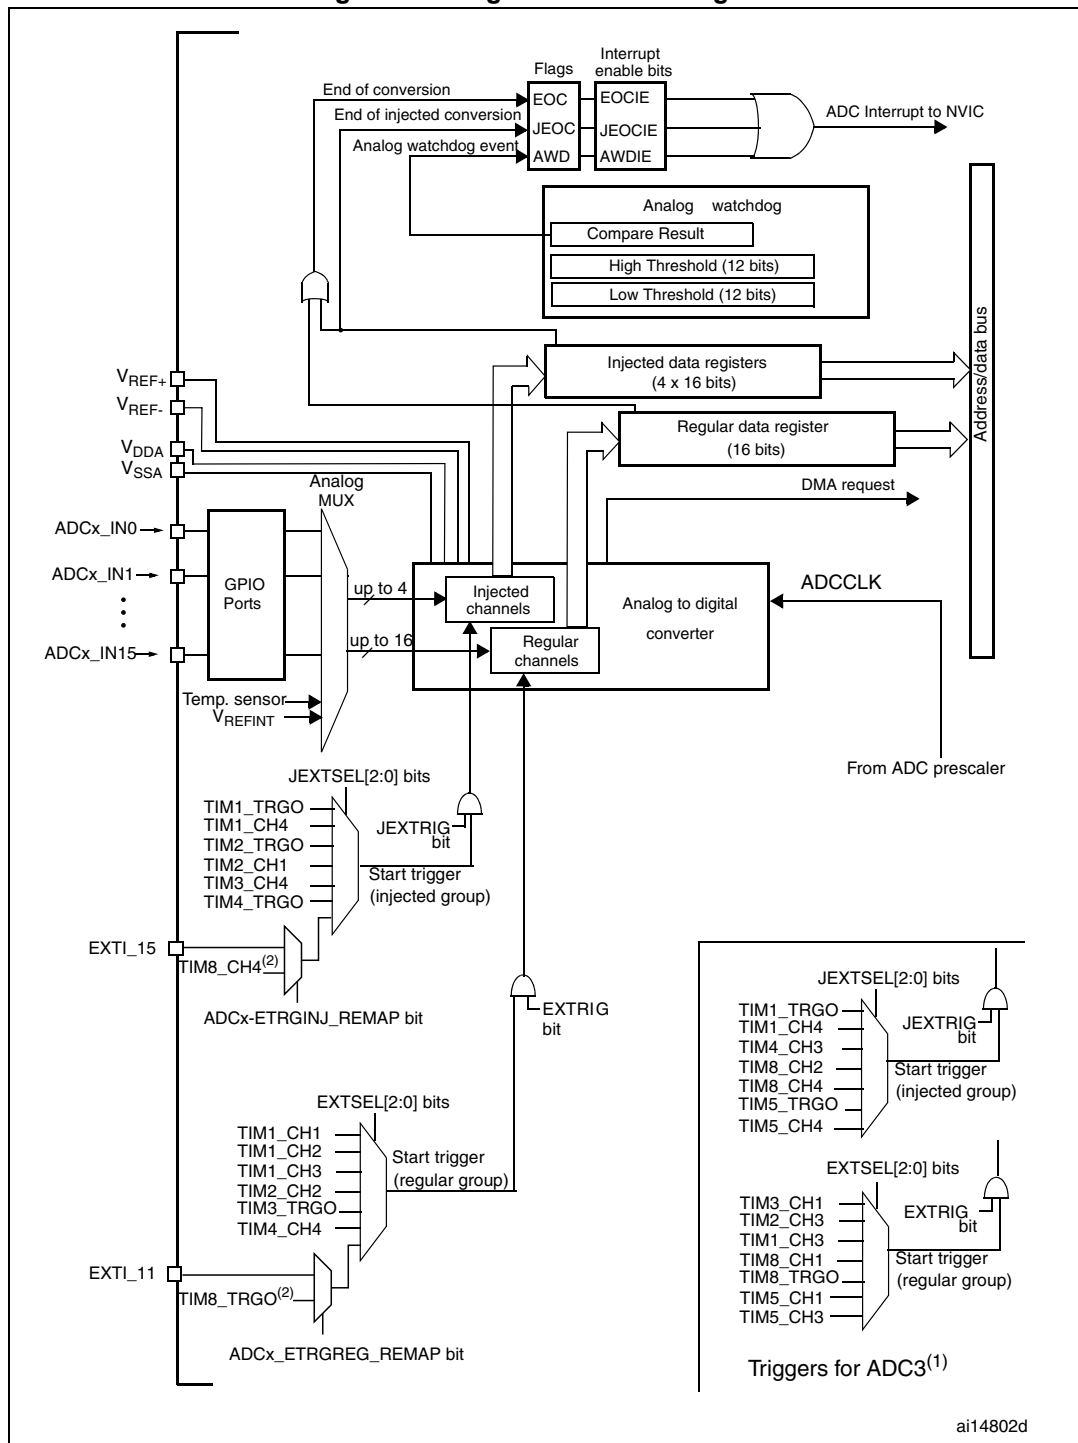 Flags
Interrupt
enable bits
End of conversion
EOC
EOCIE
ADC Interrupt to NVIC
End of injected conversion
JEOC
JEOCIE
Analog watchdog event
AWD
AWDIE
Analog watchdog
Compare Result
High Threshold (12 bits)
Low Threshold (12 bits)
Address/data bus
Injected data registers
(4 x 16 bits)
Regular data register
(16 bits)
DMA request
VREF+
VREF-
VDDA
VSSA
Analog
MUX
ADCx_IN0
ADCx_IN1
ADCx_IN15
GPIO
Ports
up to 4
up to 16
Injected
channels
Regular
channels
Analog to digital
converter
ADCCLK
Temp. sensor
VREFINT
From ADC prescaler
JEXTSEL[2:0] bits
TIM1_TRGO
TIM1_CH4
TIM2_TRGO
TIM2_CH1
TIM3_CH4
TIM4_TRGO
JEXTRIG
bit
Start trigger
(injected group)
EXTI_15
TIM8_CH4(2)
ADCx-ETRGINJ_REMAP bit
EXTRIG
bit
EXTSEL[2:0] bits
TIM1_CH1
TIM1_CH2
TIM1_CH3
TIM2_CH2
TIM3_TRGO
TIM4_CH4
Start trigger
(regular group)
EXTI_11
TIM8_TRGO(2)
ADCx_ETRGREG_REMAP bit
JEXTSEL[2:0] bits
TIM1_TRGO
TIM1_CH4
TIM4_CH3
TIM8_CH2
TIM8_CH4
TIM5_TRGO
TIM5_CH4
JEXTRIG
bit
Start trigger
(injected group)
EXTSEL[2:0] bits
TIM3_CH1
TIM2_CH3
TIM1_CH3
TIM8_CH1
TIM8_TRGO
TIM5_CH1
TIM5_CH3
EXTRIG
bit
Start trigger
(regular group)
Triggers for ADC3(1)
ai14802d